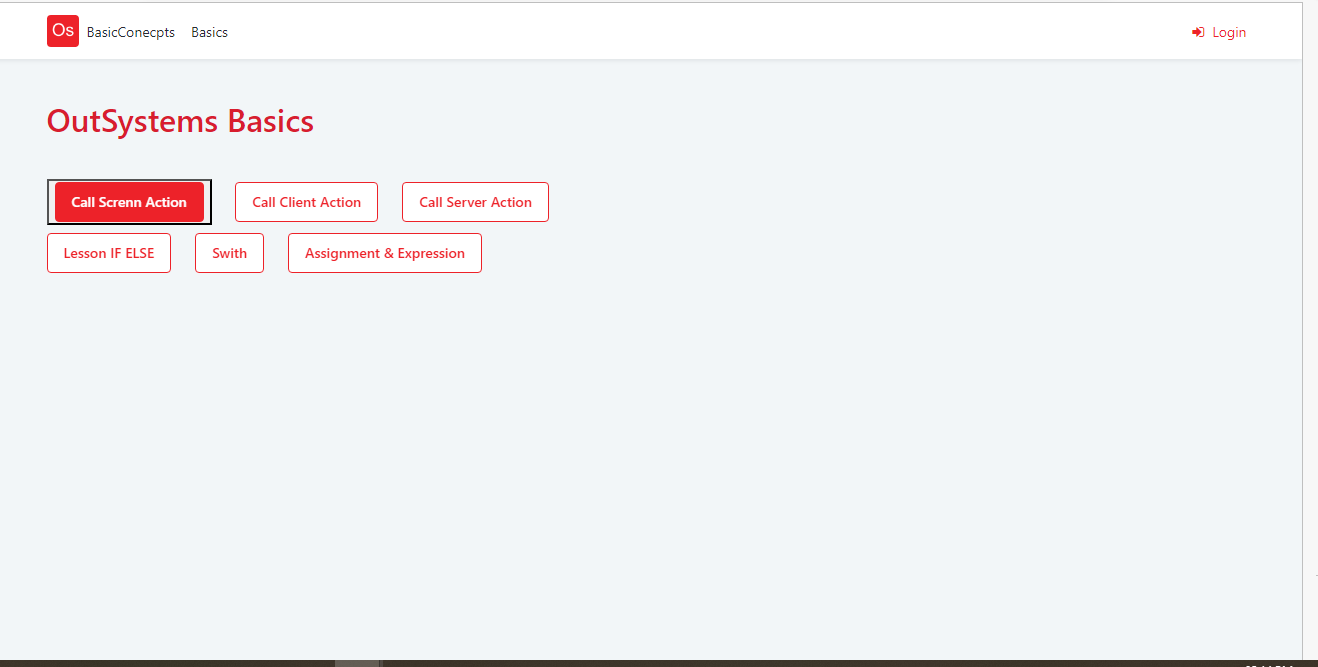 Os BasicConecpts Basics Login
OutSystems Basics
Call Screnn Action Call Client Action Call Server Action
Lesson IF ELSE Swith Assignment & Expression